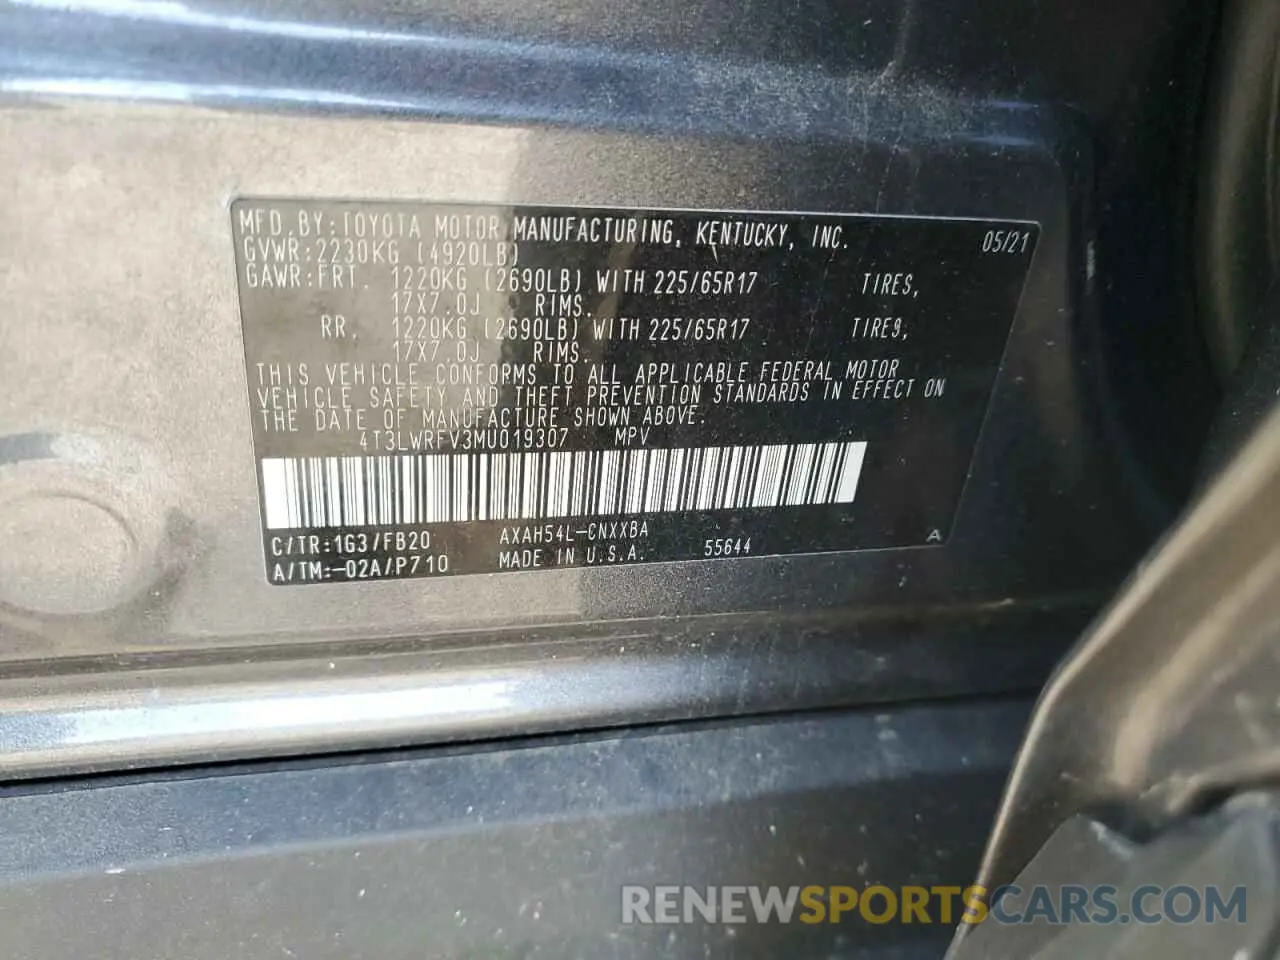 MFD.BY:TOYOTA MOTOR MANUFACTURING, KENTUCKY, INC. 05/21
GVWR:2230KG (4920LB)
GAWR:FRT. 1220KG (2690LB) WITH 225/65R17 TIRES,
17X7.0J RIMS.
RR. 1220KG (2690LB) WITH 225/65R17 TIRES,
17X7.0J RIMS.
THIS VEHICLE CONFORMS TO ALL APPLICABLE FEDERAL MOTOR
VEHICLE SAFETY AND THEFT PREVENTION STANDARDS IN EFFECT ON
THE DATE OF MANUFACTURE SHOWN ABOVE.
4T3LWRFV3MU019307 MPV
C/TR:1G3/FB20 AXAH54L-CNXXBA
A/TM:-02A/P710 MADE IN U.S.A. 55644 A
RENEWSPORTSCARS.COM